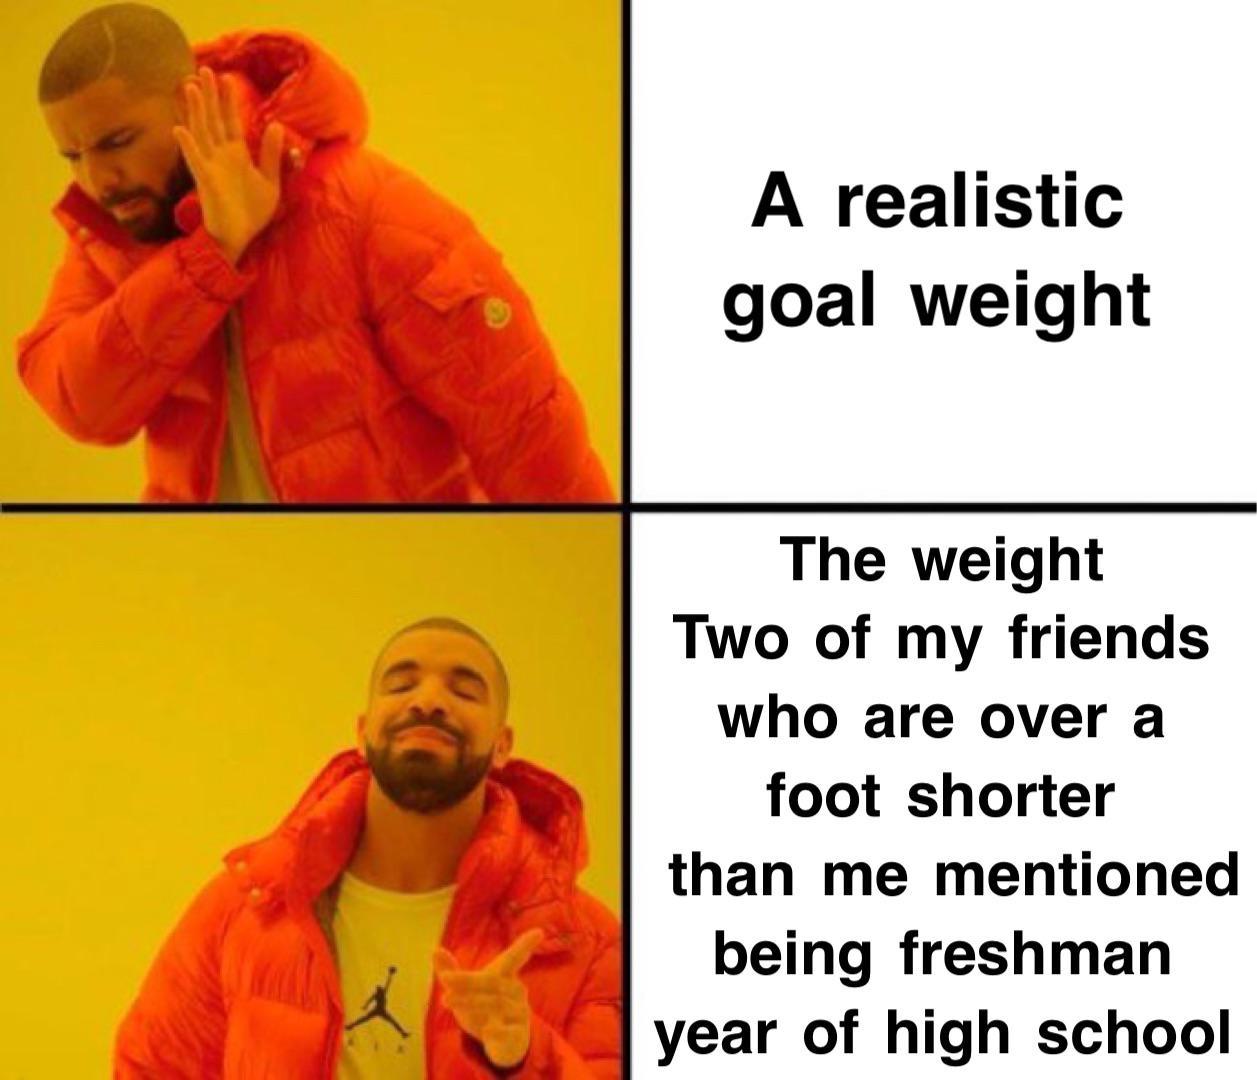 A realistic
goal weight
The weight
Two of my friends
who are over a
foot shorter
than me mentioned
being freshman
year of high school